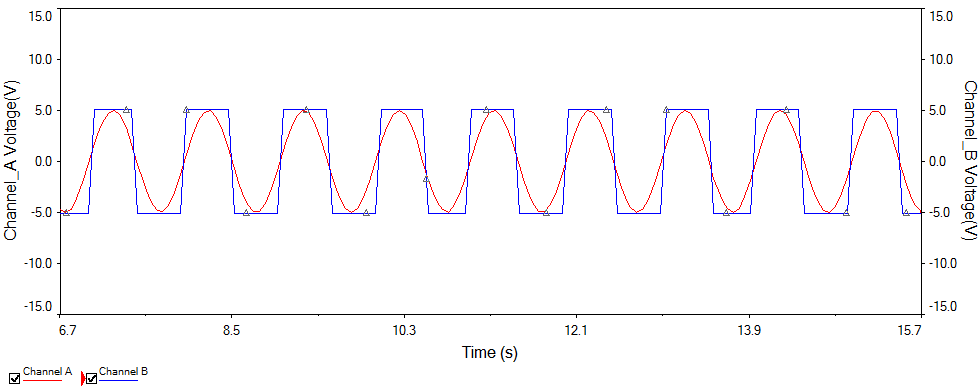 15.0 15.0
10.0 10.0
5.0 5.0
0.0 0.0
-5.0 -5.0
-10.0 -10.0
-15.0 -15.0
Channel_A Voltage(V)
Channel_B Voltage(V)
6.7 8.5 10.3 12.1 13.9 15.7
Time (s)
Channel A Channel B